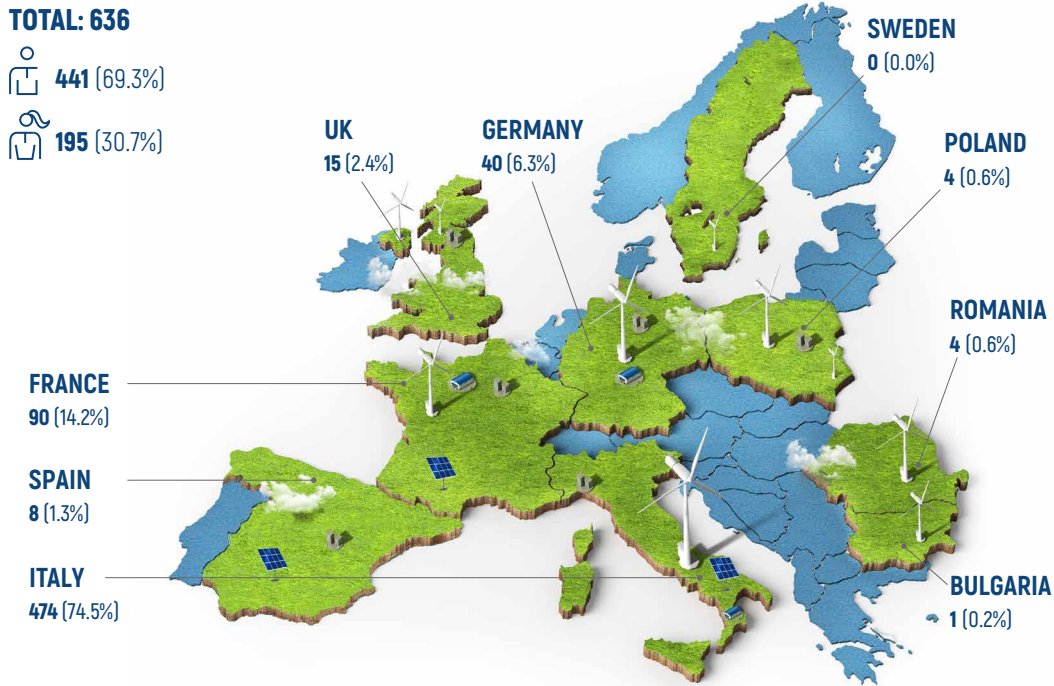 TOTAL: 636
441 (69.3%)
195 (30.7%)
SWEDEN
0 (0.0%)
UK
15 (2.4%)
GERMANY
40 (6.3%)
POLAND
4 (0.6%)
ROMANIA
4 (0.6%)
FRANCE
90 (14.2%)
SPAIN
8 (1.3%)
ITALY
474 (74.5%)
BULGARIA
1 (0.2%)